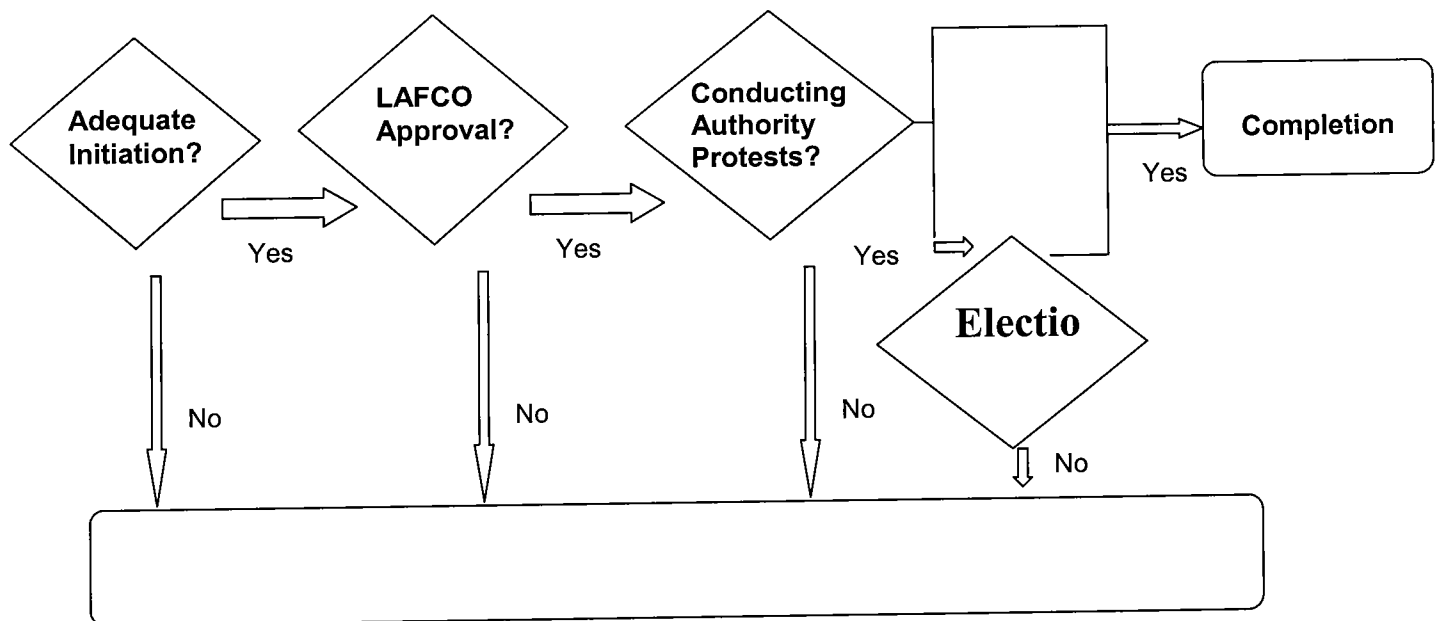 Adequate
Initiation?
LAFCO
Approval?
Conducting
Authority
Protests?
Completion
Yes
Yes
Yes
Yes
Electio
No
No
No
No